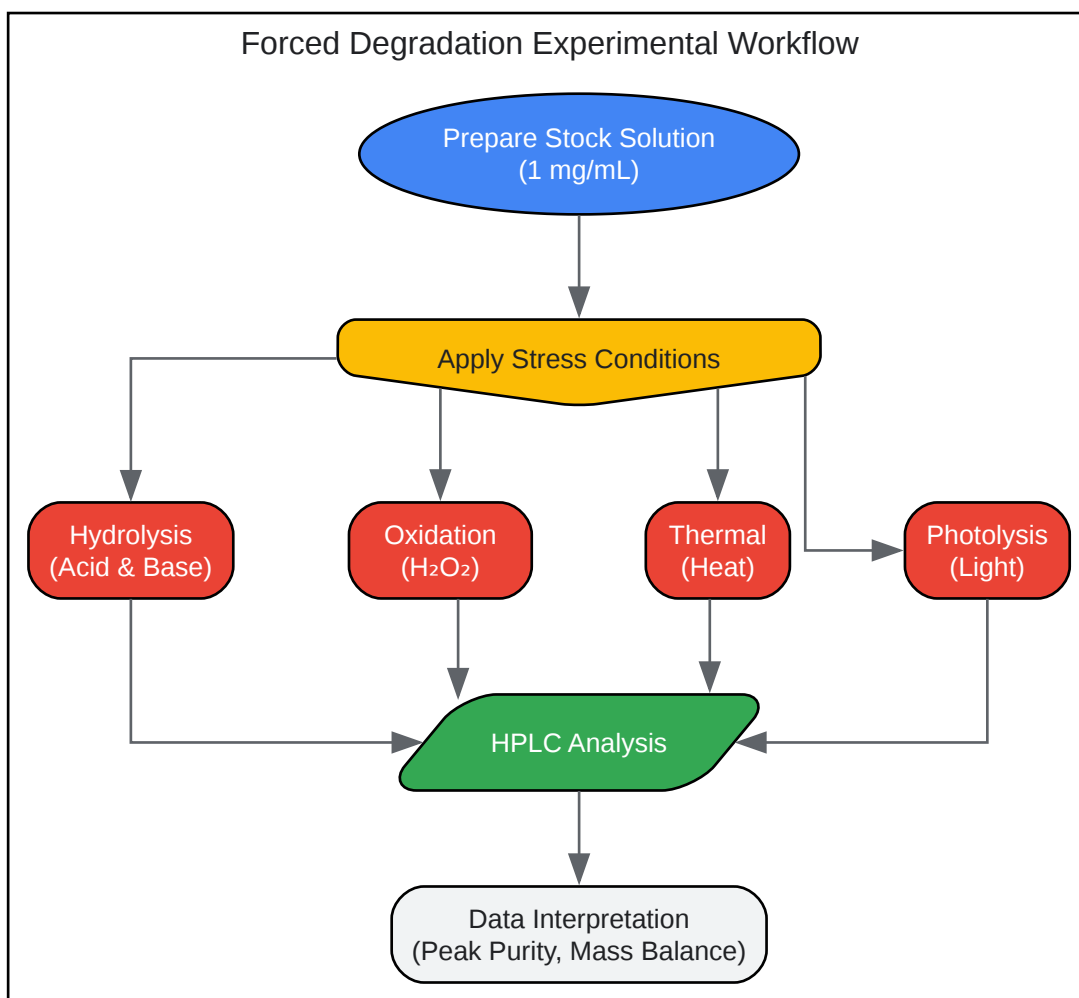 Forced Degradation Experimental Workflow
Prepare Stock Solution
(1 mg/mL)
Apply Stress Conditions
Hydrolysis
(Acid & Base)
Oxidation
(H₂O₂)
Thermal
(Heat)
Photolysis
(Light)
HPLC Analysis
Data Interpretation
(Peak Purity, Mass Balance)